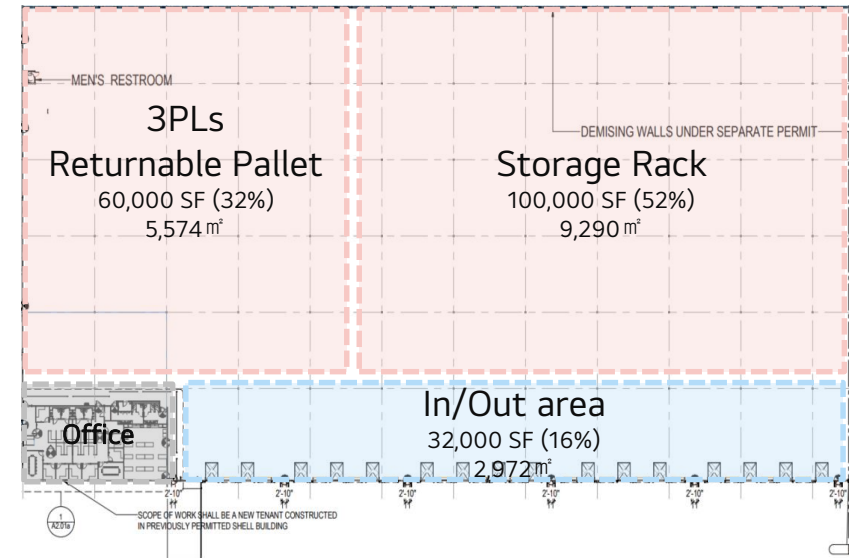 MEN'S RESTROOM
3PLs
Returnable Pallet
60,000 SF (32%)
5,574㎡
DEMISING WALLS UNDER SEPARATE PERMIT
Storage Rack
100,000 SF (52%)
9,290㎡
Office
In/Out area
32,000 SF (16%)
2,972㎡
2'-10" 2'-10" 2'-10" 2'-10" 2'-10" 2'-10"
1
A2.01a
SCOPE OF WORK SHALL BE A NEW TENANT CONSTRUCTED
IN PREVIOUSLY PERMITTED SHELL BUILDING